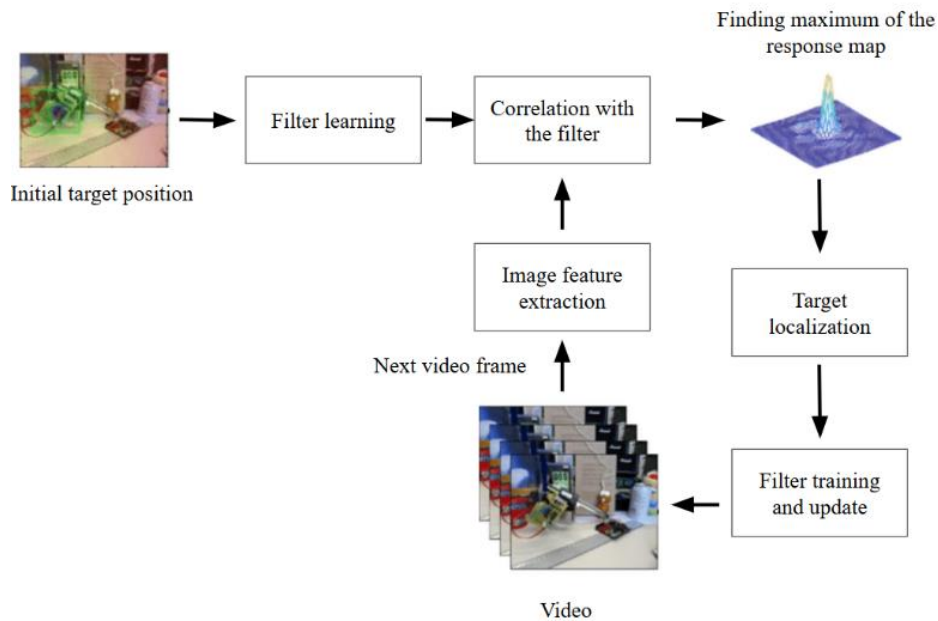 Finding maximum of the
response map
Initial target position
Filter learning
Correlation with
the filter
Image feature
extraction
Target
localization
Next video frame
Filter training
and update
Video